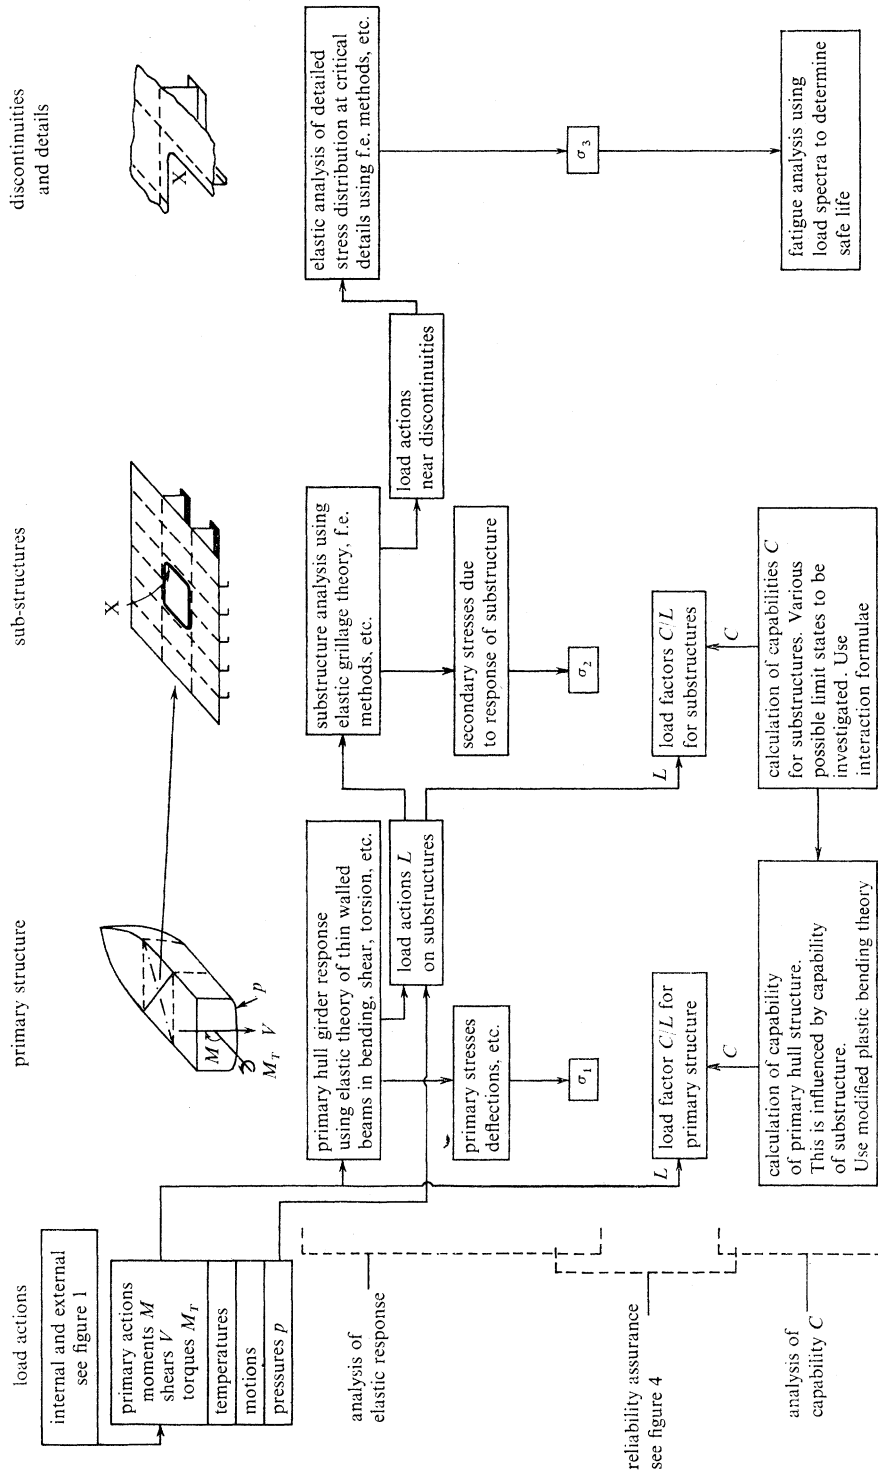 load actions
primary structure
sub-structures
discontinuities
and details
internal and external
see figure 1
primary actions
moments M
shears V
torques M_T
temperatures
motions
pressures p
M
M_T
V
p
X
X
primary hull girder response
using elastic theory of thin walled
beams in bending, shear, torsion, etc.
load actions L
on substructures
substructure analysis using
elastic grillage theory, f.e.
methods, etc.
load actions
near discontinuities
elastic analysis of detailed
stress distribution at critical
details using f.e. methods, etc.
analysis of
elastic response
primary stresses
deflections, etc.
secondary stresses due
to response of substructure
σ1
σ2
σ3
reliability assurance
see figure 4
L
load factor C/L for
primary structure
L
load factors C/L
for substructures
C
C
analysis of
capability C
calculation of capability
of primary hull structure.
This is influenced by capability
of substructure.
Use modified plastic bending theory
calculation of capabilities C
for substructures. Various
possible limit states to be
investigated. Use
interaction formulae
fatigue analysis using
load spectra to determine
safe life